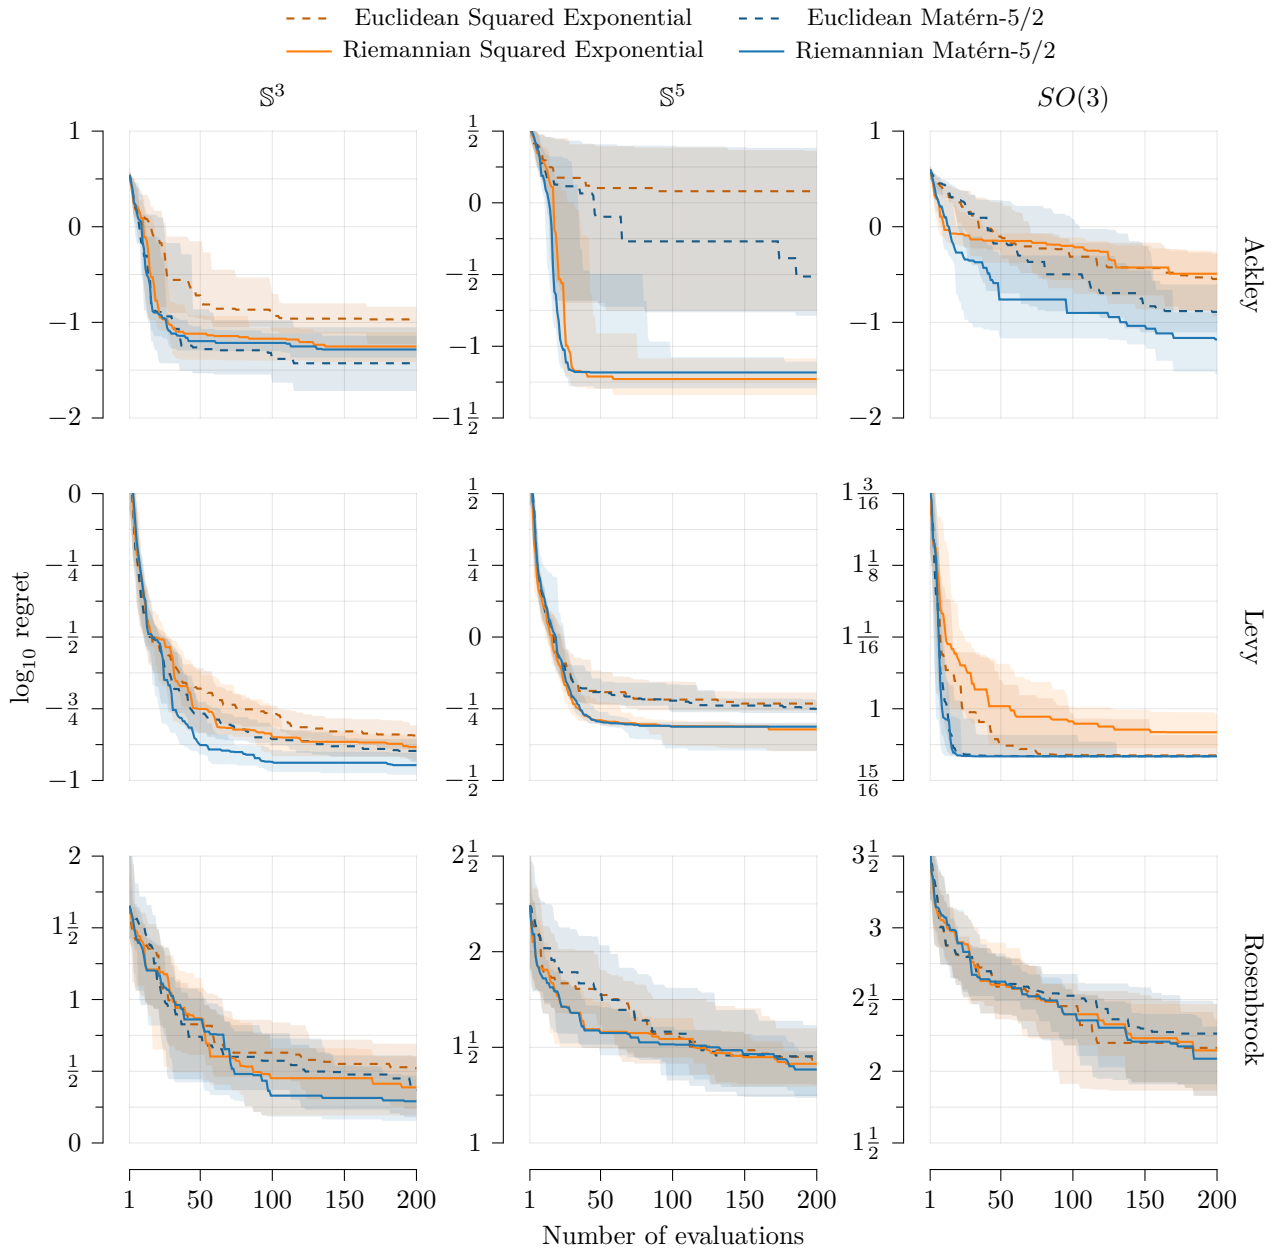 Euclidean Squared Exponential Euclidean Matérn-5/2
Riemannian Squared Exponential Riemannian Matérn-5/2
𝕊³ 𝕊⁵ SO(3)
1 0 −1 −2
1/2 0 −1/2 −1 −1 1/2
1 0 −1 −2
Ackley
log₁₀ regret
0 −1/4 −1/2 −3/4 −1
1/2 1/4 0 −1/4 −1/2
1 3/16 1 1/8 1 1/16 1 15/16
Levy
2 1 1/2 1 1/2 0
2 1/2 2 1 1/2 1
3 1/2 3 2 1/2 2 1 1/2
Rosenbrock
1 50 100 150 200 1 50 100 150 200 1 50 100 150 200
Number of evaluations